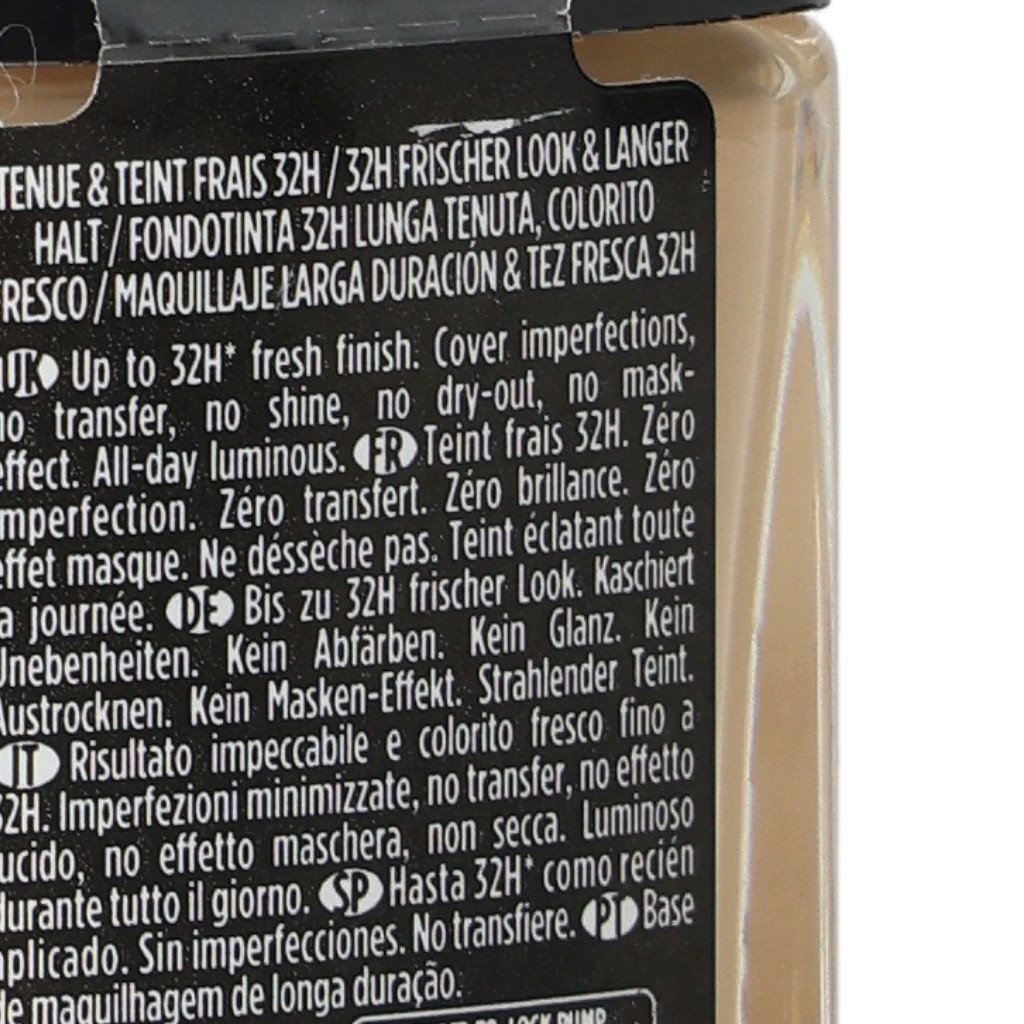 TENUE & TEINT FRAIS 32H / 32H FRISCHER LOOK & LANGER
HALT / FONDOTINTA 32H LUNGA TENUTA, COLORITO
FRESCO / MAQUILLAJE LARGA DURACIÓN & TEZ FRESCA 32H
UK Up to 32H* fresh finish. Cover imperfections,
no transfer, no shine, no dry-out, no mask-
effect. All-day luminous. FR Teint frais 32H. Zéro
imperfection. Zéro transfert. Zéro brillance. Zéro
effet masque. Ne déssèche pas. Teint éclatant toute
la journée. DE Bis zu 32H frischer Look. Kaschiert
Unebenheiten. Kein Abfärben. Kein Glanz. Kein
Austrocknen. Kein Masken-Effekt. Strahlender Teint.
IT Risultato impeccabile e colorito fresco fino a
32H. Imperfezioni minimizzate, no transfer, no effetto
lucido, no effetto maschera, non secca. Luminoso
durante tutto il giorno. SP Hasta 32H* como recién
aplicado. Sin imperfecciones. No transfiere. PT Base
de maquilhagem de longa duração.
TO LOCK PUMP